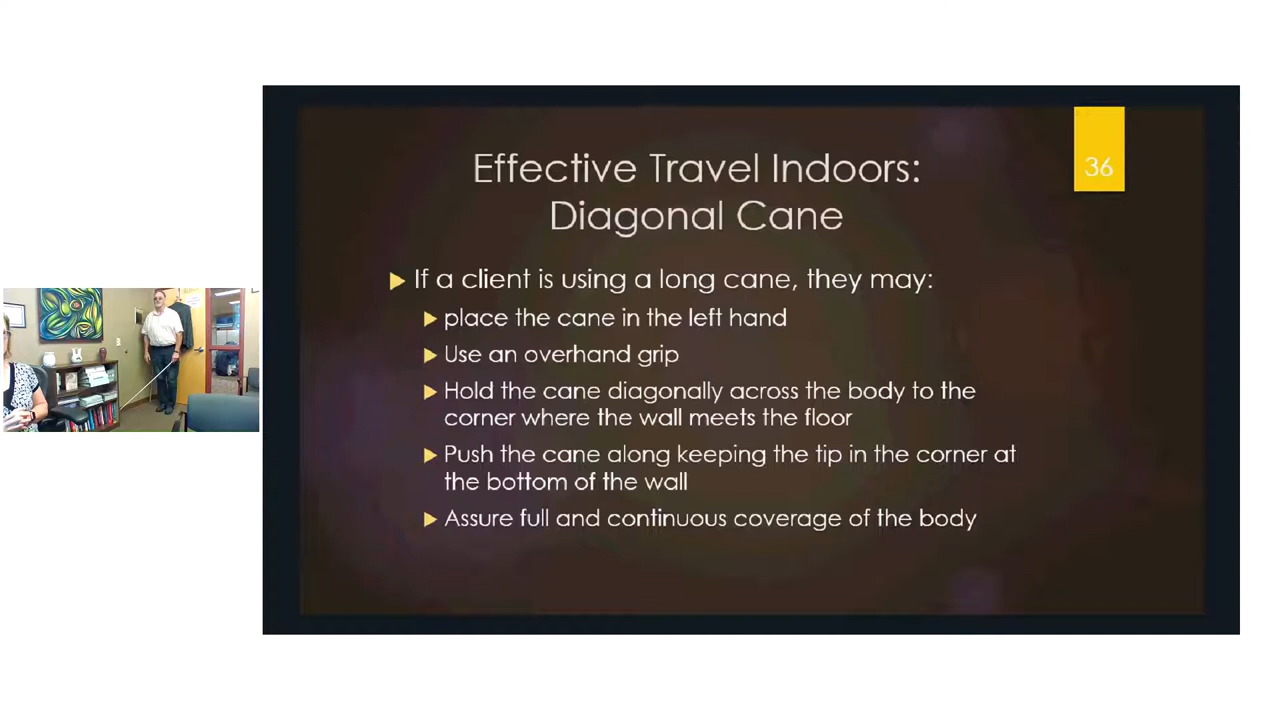 36
Effective Travel Indoors:
Diagonal Cane
If a client is using a long cane, they may:
place the cane in the left hand
Use an overhand grip
Hold the cane diagonally across the body to the
corner where the wall meets the floor
Push the cane along keeping the tip in the corner at
the bottom of the wall
Assure full and continuous coverage of the body